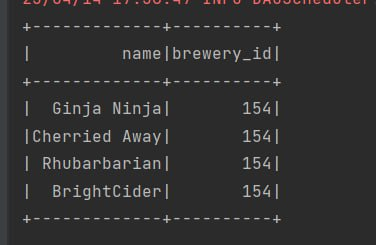 +-------------+----------+
|         name|brewery_id|
+-------------+----------+
|  Ginja Ninja|       154|
|Cherried Away|       154|
| Rhubarbarian|       154|
|  BrightCider|       154|
+-------------+----------+